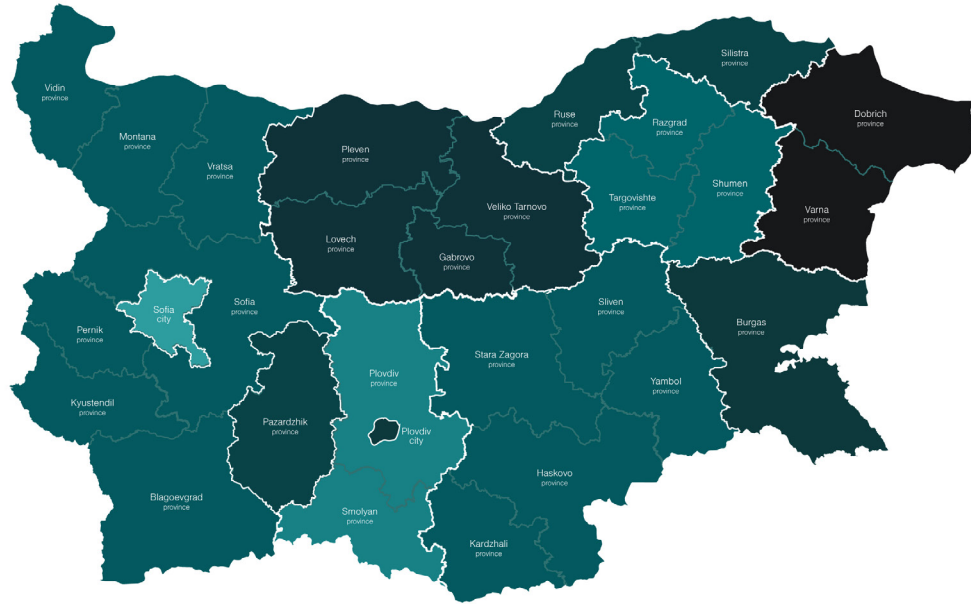 Silistra
province
Vidin
province
Dobrich
province
Ruse
province
Razgrad
province
Montana
province
Pleven
province
Vratsa
province
Shumen
province
Targovishte
province
Veliko Tarnovo
province
Varna
province
Lovech
province
Gabrovo
province
Sofia
city
Sofia
province
Sliven
province
Burgas
province
Pernik
province
Stara Zagora
province
Plovdiv
province
Yambol
province
Kyustendil
province
Pazardzhik
province
Plovdiv
city
Haskovo
province
Blagoevgrad
province
Smolyan
province
Kardzhali
province